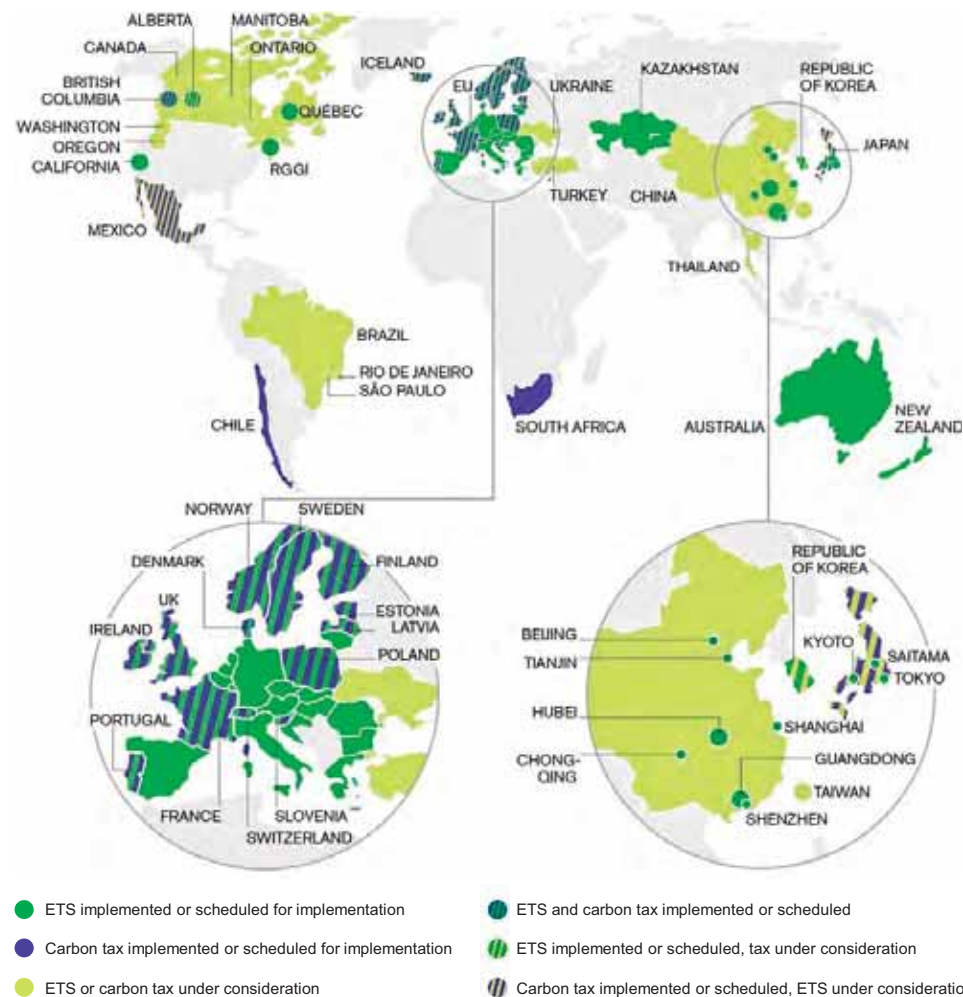 ALBERTA
MANITOBA
CANADA
ONTARIO
ICELAND
KAZAKHSTAN
REPUBLIC
OF KOREA
BRITISH
COLUMBIA
EU
UKRAINE
QUÉBEC
WASHINGTON
OREGON
CALIFORNIA
RGGI
JAPAN
TURKEY
CHINA
MEXICO
THAILAND
BRAZIL
RIO DE JANEIRO
SÃO PAULO
CHILE
SOUTH AFRICA
AUSTRALIA
NEW
ZEALAND
NORWAY
SWEDEN
DENMARK
FINLAND
UK
ESTONIA
IRELAND
LATVIA
POLAND
PORTUGAL
FRANCE
SLOVENIA
SWITZERLAND
REPUBLIC
OF KOREA
BEIJING
KYOTO
SAITAMA
TIANJIN
TOKYO
HUBEI
SHANGHAI
CHONG-
QING
GUANGDONG
TAIWAN
SHENZHEN
ETS implemented or scheduled for implementation
ETS and carbon tax implemented or scheduled
Carbon tax implemented or scheduled for implementation
ETS implemented or scheduled, tax under consideration
ETS or carbon tax under consideration
Carbon tax implemented or scheduled, ETS under consideratio